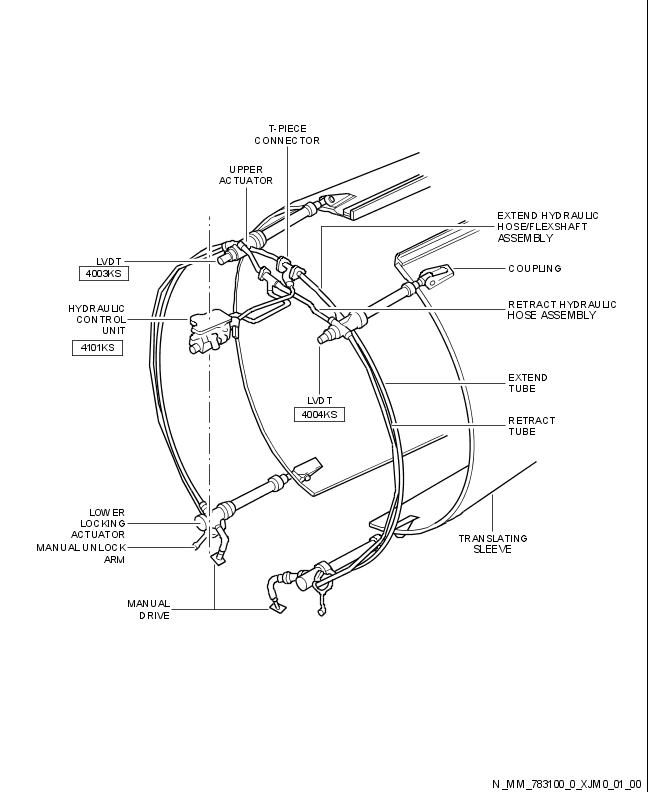 T-PIECE
CONNECTOR
UPPER
ACTUATOR
EXTEND HYDRAULIC
HOSE/FLEXSHAFT
ASSEMBLY
LVDT
4003KS
COUPLING
HYDRAULIC
CONTROL
UNIT
4101KS
RETRACT HYDRAULIC
HOSE ASSEMBLY
LVDT
4004KS
EXTEND
TUBE
RETRACT
TUBE
LOWER
LOCKING
ACTUATOR
MANUAL UNLOCK
ARM
TRANSLATING
SLEEVE
MANUAL
DRIVE
N_MM_783100_0_XJM0_01_00